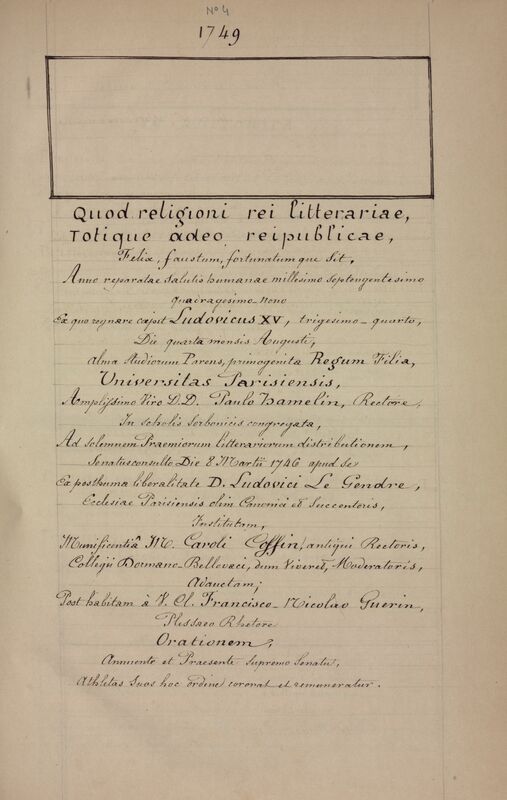 Nº 4
1749
Quod religioni rei litterariae,
Totique adeo reipublicae,
Felix, faustum, fortunatumque sit,
Anno reparatae salutis humanae millesimo septengentesimo
quadragesimo-nono
Ex quo regnare caepit Ludovicus XV, trigesimo-quarto,
Die quarta mensis Augusti,
Alma Studiorum Parens, primogenita Regum Filia,
Universitas Parisiensis,
Amplissimo Viro D.D. Paulo Hamelin, Rectore,
In scholis Sorbonicis congregata,
Ad solemnem Praemiorum litterariorum distributionem,
Senatusconsulto Die 8 Martii 1746 apud se
Ex posthuma liberalitate D. Ludovici Le Gendre,
Ecclesiae Parisiensis olim Canonici et Succentoris,
Institutam,
Munificentiâ M. Caroli Coffin, antiqui Rectoris,
Collegii Dormano-Bellovaci, dum Viveret, Moderatoris,
Adauctam;
Post habitam à V. Cl. Francisco-Nicolao Guerin,
Plessaeo Rhetore
Orationem,
Annuente et Praesente supremo Senatu,
Athletas suos hoc ordine coronat et remuneratur.